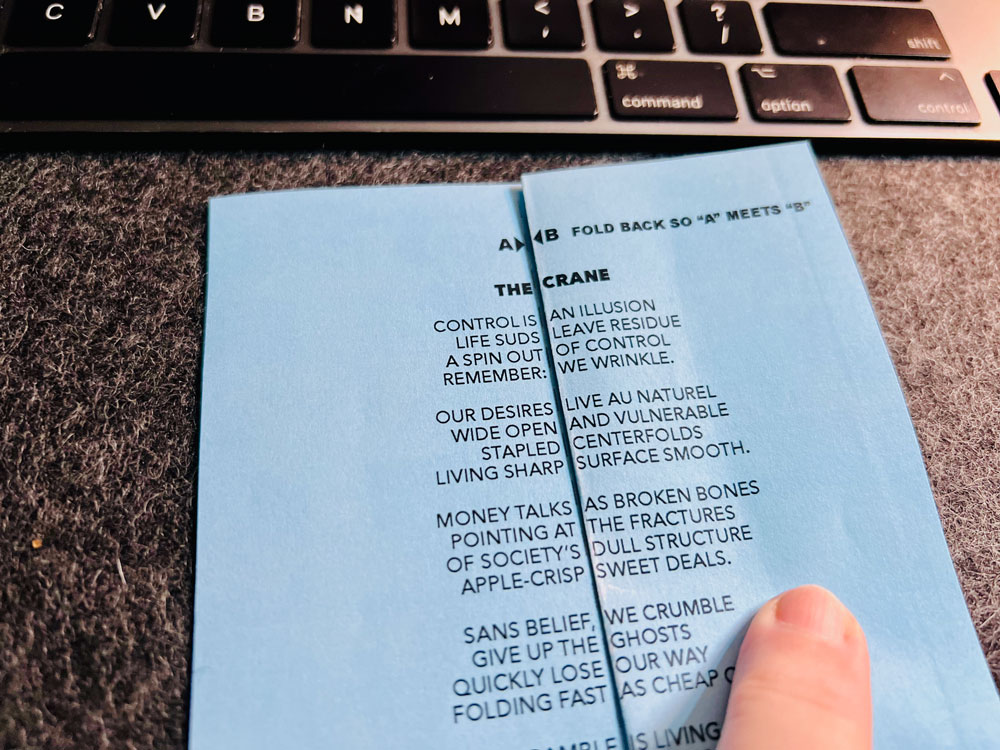 C V B N M < , > . ? /
shift
⌘
command
⌥
option
^
control
A▶ ◀B FOLD BACK SO “A” MEETS “B”
THE CRANE
CONTROL IS AN ILLUSION
LIFE SUDS LEAVE RESIDUE
A SPIN OUT OF CONTROL
REMEMBER: WE WRINKLE.
OUR DESIRES LIVE AU NATUREL
WIDE OPEN AND VULNERABLE
STAPLED CENTERFOLDS
LIVING SHARP SURFACE SMOOTH.
MONEY TALKS AS BROKEN BONES
POINTING AT THE FRACTURES
OF SOCIETY’S DULL STRUCTURE
APPLE-CRISP SWEET DEALS.
SANS BELIEF, WE CRUMBLE
GIVE UP THE GHOSTS
QUICKLY LOSE OUR WAY
FOLDING FAST AS CHEAP
IS LIVING